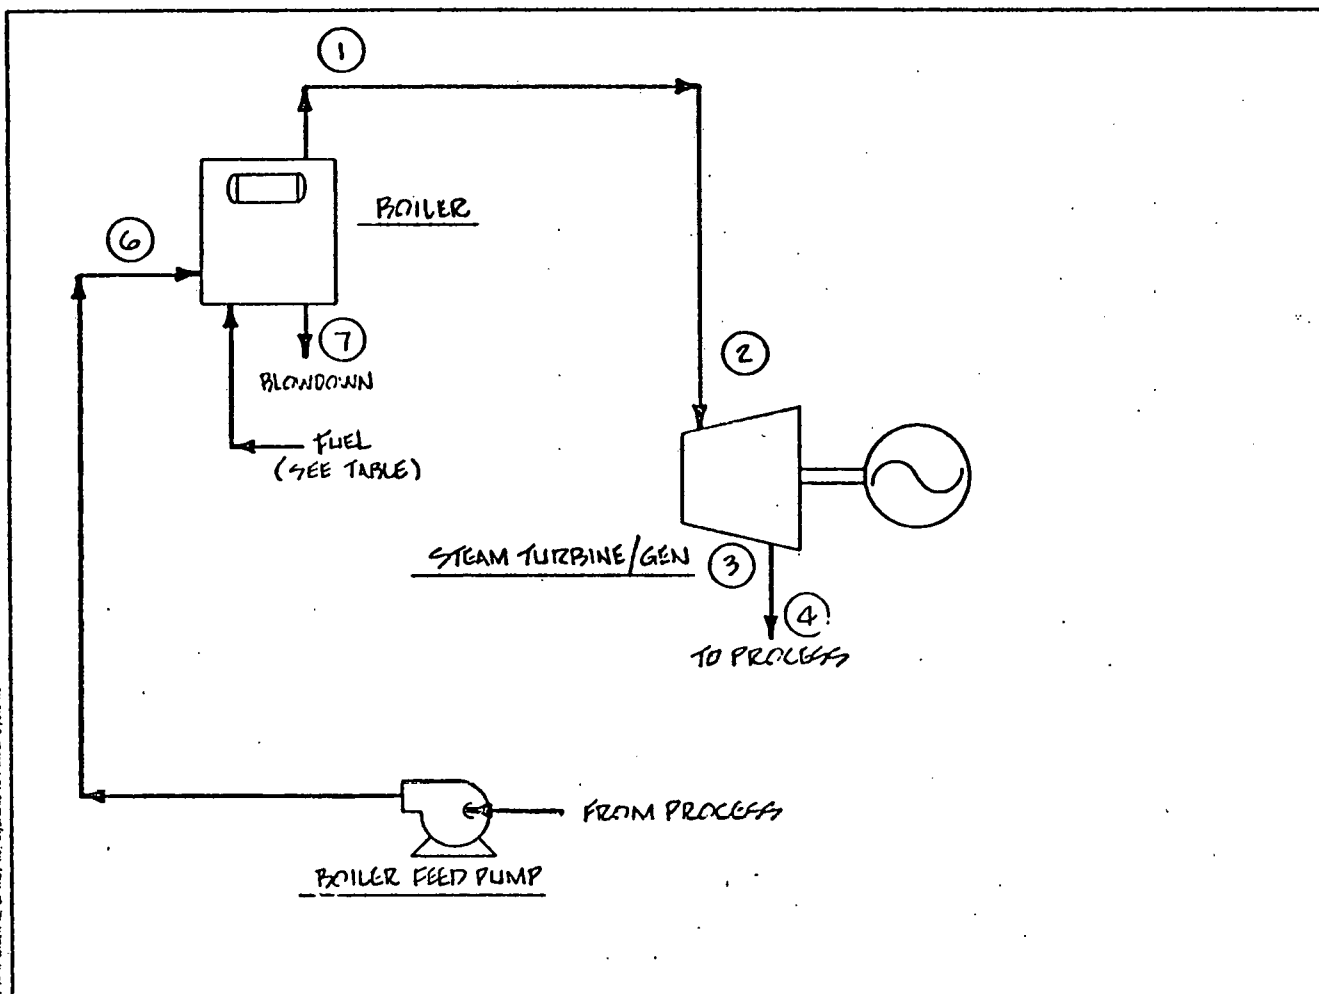 1
BOILER
6
7
BLOWDOWN
FUEL
(SEE TABLE)
2
STEAM TURBINE/GEN
3
4
TO PROCESS
FROM PROCESS
BOILER FEED PUMP